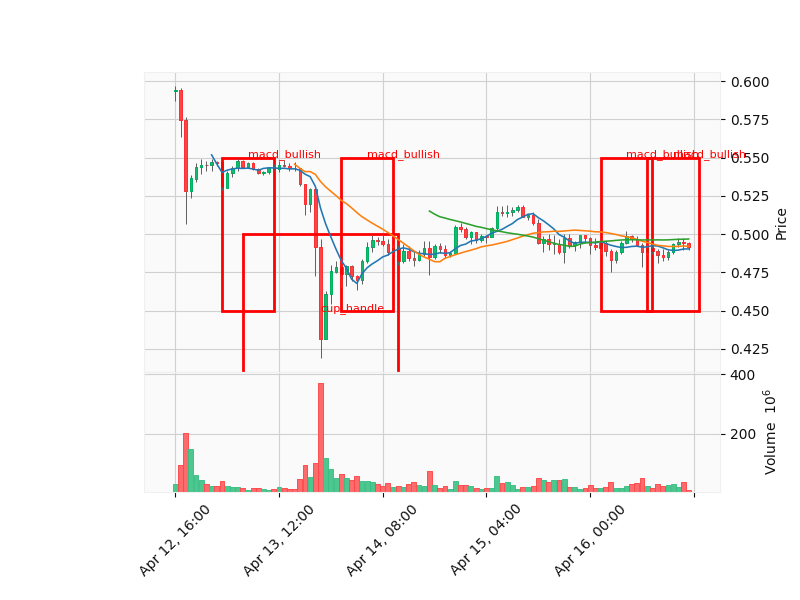 0.600
0.575
macd_bullish
macd_bullish
macd_bullish
macd_bullish
0.550
0.525
0.500
0.475
cup_handle
0.450
0.425
Price
400
200
Volume 10^6
Apr 12, 16:00
Apr 13, 12:00
Apr 14, 08:00
Apr 15, 04:00
Apr 16, 00:00